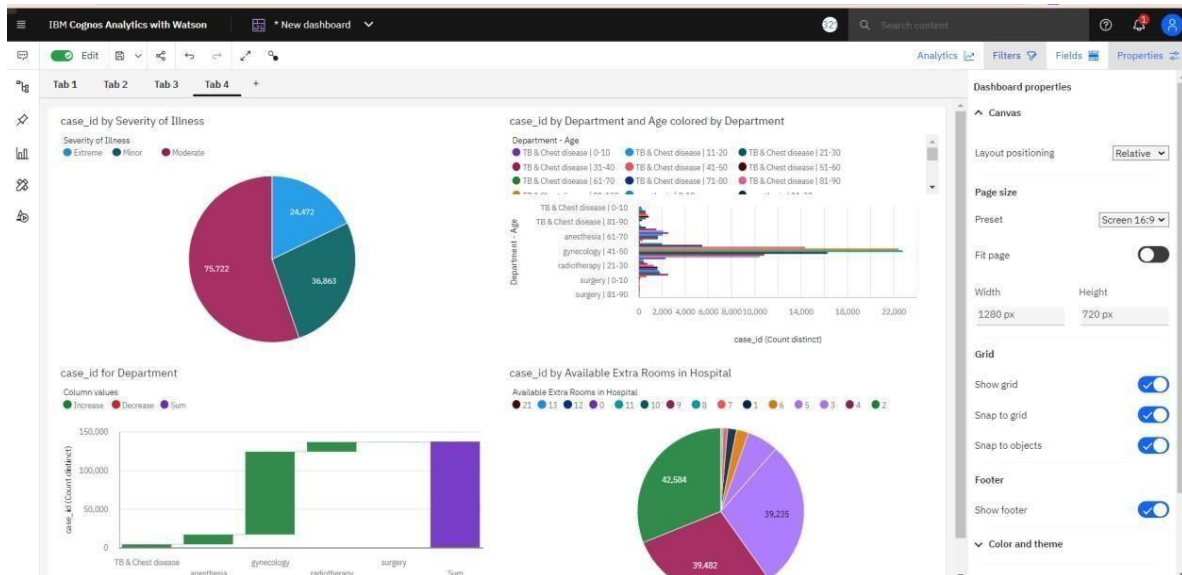 IBM Cognos Analytics with Watson
* New dashboard
Search content
1
Edit
Analytics
Filters
Fields
Properties
Tab 1 Tab 2 Tab 3 Tab 4 +
Dashboard properties
Canvas
Layout positioning Relative
Page size
Preset Screen 16:9
Fit page
Width Height
1280 px 720 px
Grid
Show grid
Snap to grid
Snap to objects
Footer
Show footer
Color and theme
case_id by Severity of Illness
Severity of Illness
Extreme Minor Moderate
24,472
36,863
75,722
case_id by Department and Age colored by Department
Department - Age
TB & Chest disease | 0-10 TB & Chest disease | 11-20 TB & Chest disease | 21-30
TB & Chest disease | 31-40 TB & Chest disease | 41-50 TB & Chest disease | 51-60
TB & Chest disease | 61-70 TB & Chest disease | 71-80 TB & Chest disease | 81-90
Department - Age
TB & Chest disease | 0-10
TB & Chest disease | 81-90
anesthesia | 61-70
gynecology | 41-50
radiotherapy | 21-30
surgery | 0-10
surgery | 81-90
0 2,000 4,000 6,000 8,000 10,000 14,000 18,000 22,000
case_id (Count distinct)
case_id for Department
Column values
Increase Decrease Sum
case_id (Count distinct)
150,000
100,000
50,000
0
TB & Chest disease gynecology surgery
anesthesia radiotherapy Sum
case_id by Available Extra Rooms in Hospital
Available Extra Rooms in Hospital
21 13 12 0 11 10 9 8 7 1 6 5 3 4 2
42,584
39,235
39,482